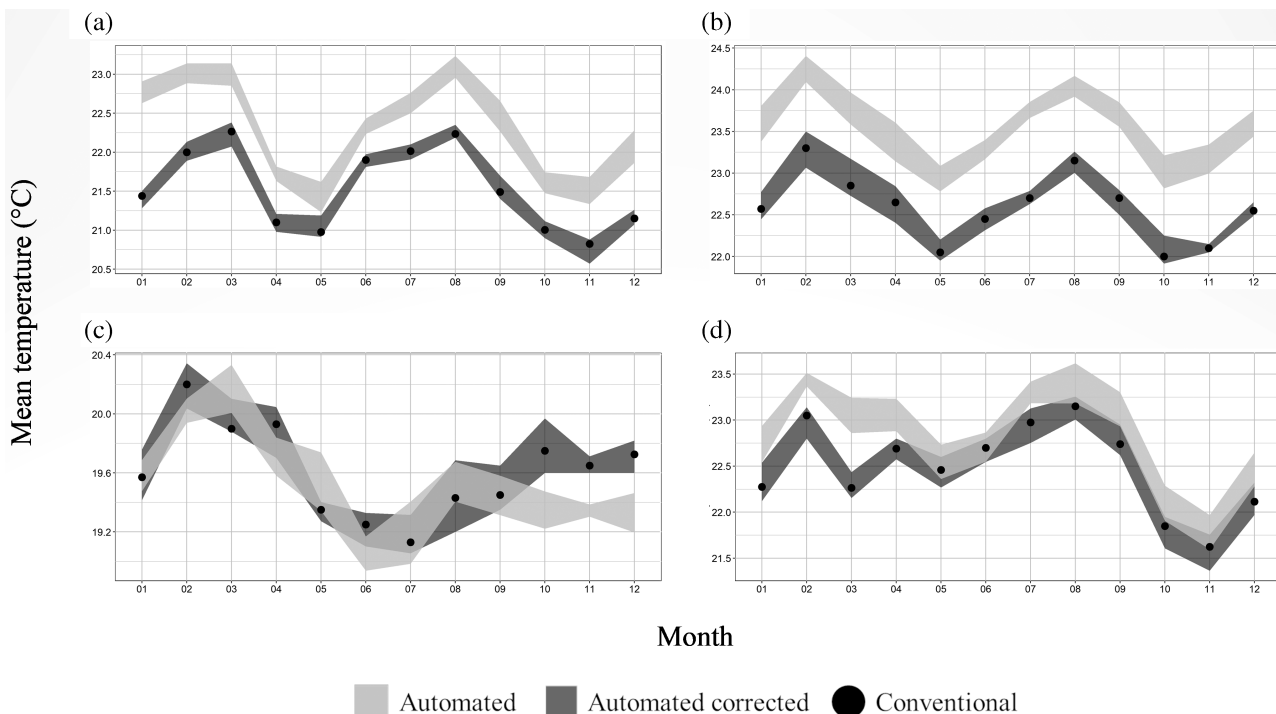 (a)
23.0
22.5
22.0
21.5
21.0
20.5
01 02 03 04 05 06 07 08 09 10 11 12
(b)
24.5
24.0
23.5
23.0
22.5
22.0
01 02 03 04 05 06 07 08 09 10 11 12
Mean temperature (°C)
(c)
20.4
20.0
19.6
19.2
01 02 03 04 05 06 07 08 09 10 11 12
(d)
23.5
23.0
22.5
22.0
21.5
01 02 03 04 05 06 07 08 09 10 11 12
Month
Automated Automated corrected Conventional